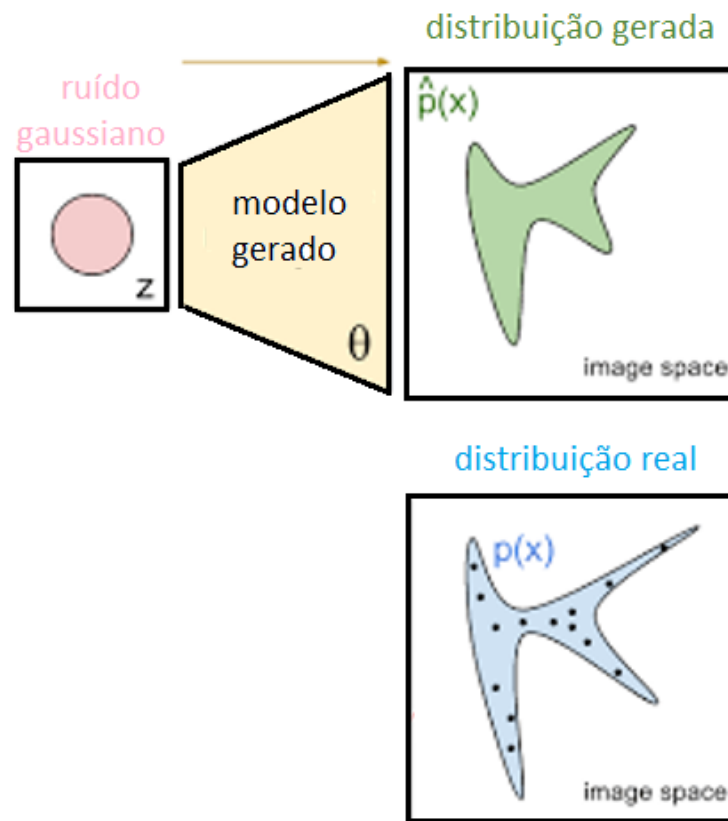 distribuição gerada
ruído
gaussiano
p̂(x)
modelo
gerado
z
θ
image space
distribuição real
p(x)
image space